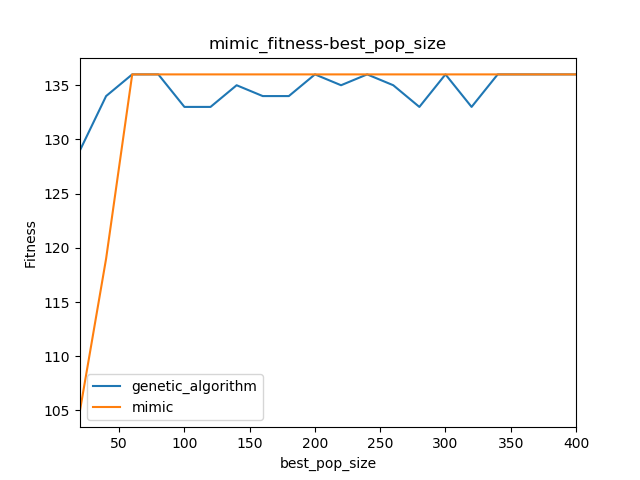 mimic_fitness-best_pop_size
Fitness
135
130
125
120
115
110
105
genetic_algorithm
mimic
50 100 150 200 250 300 350 400
best_pop_size